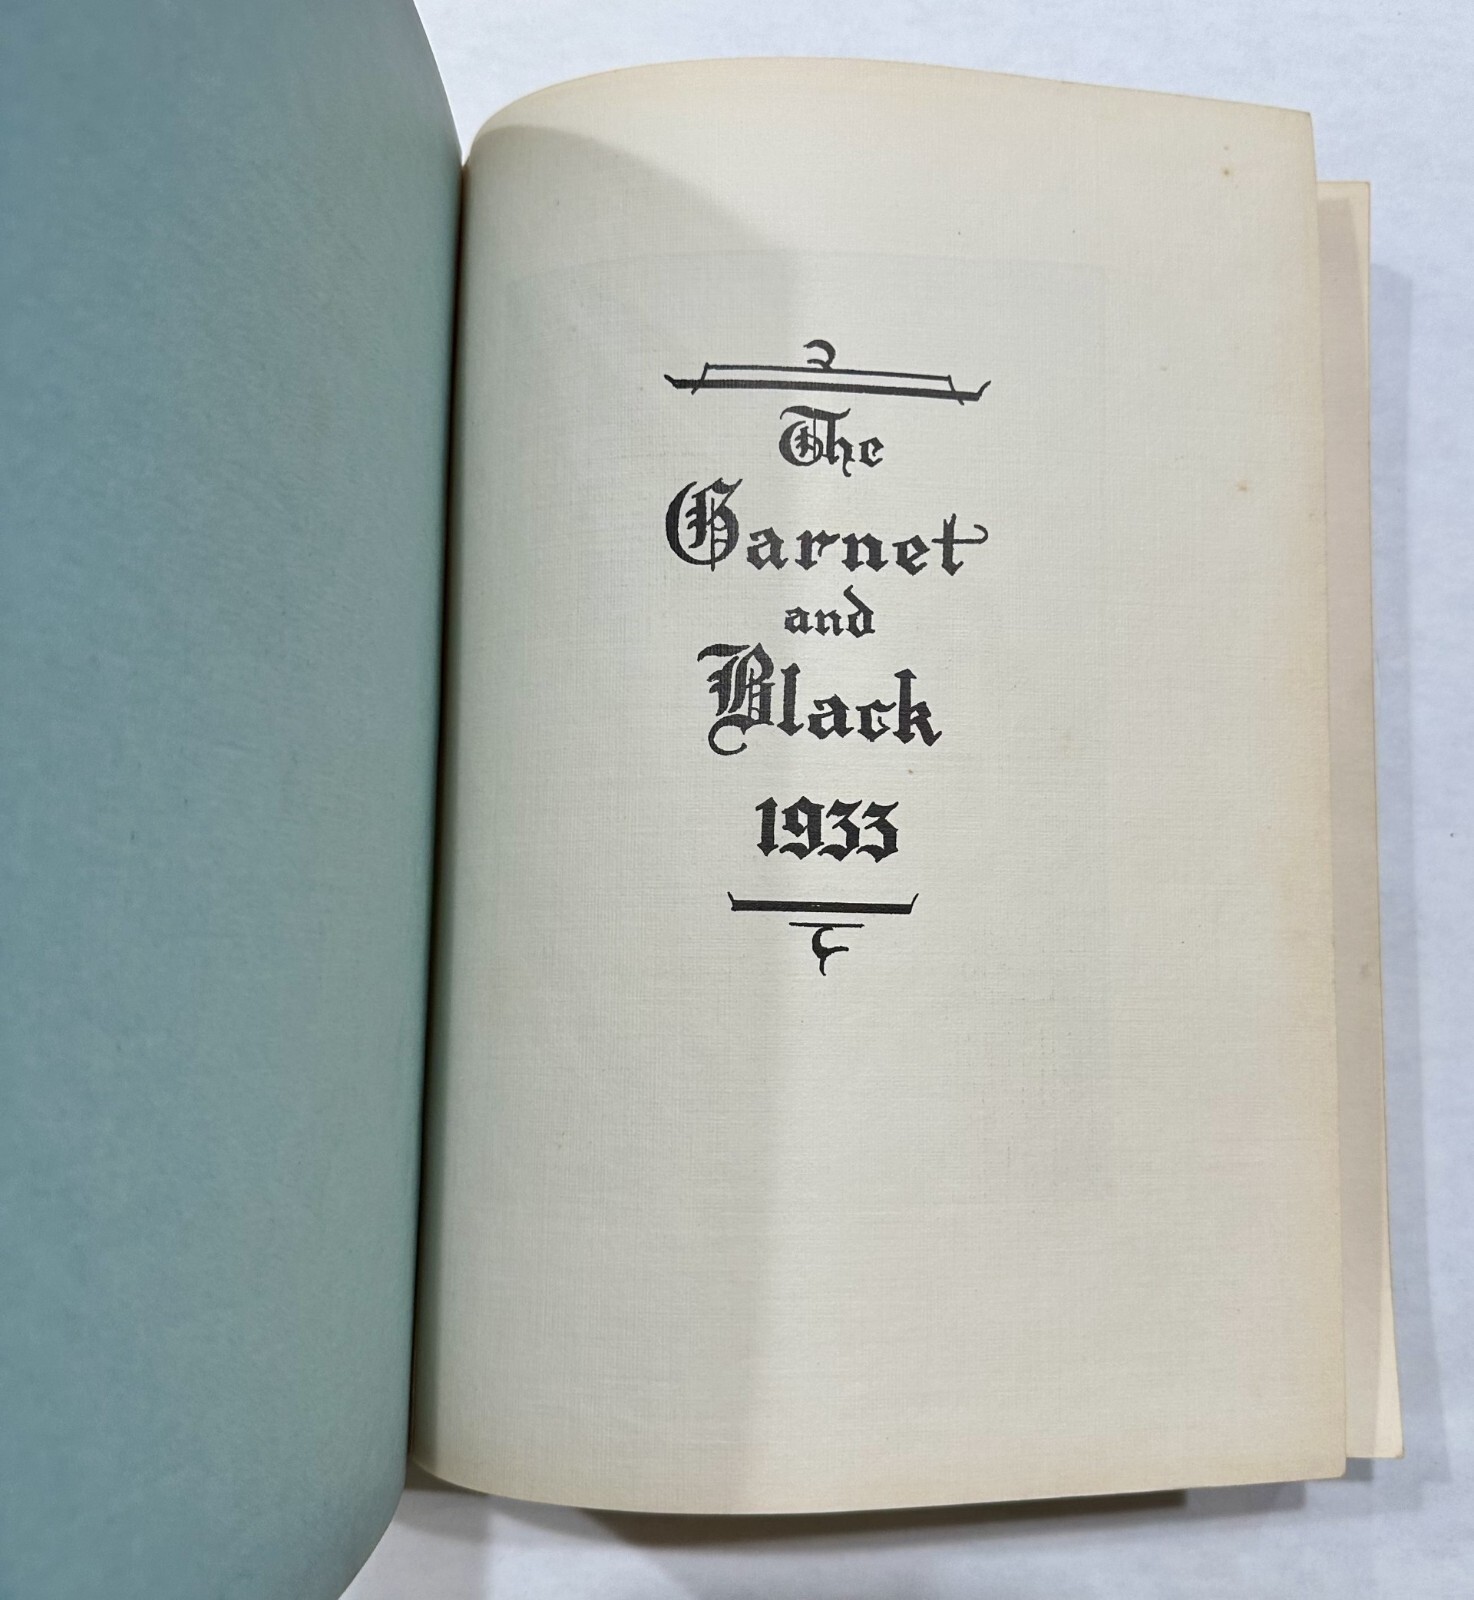 The
Garnet
and
Black
1933